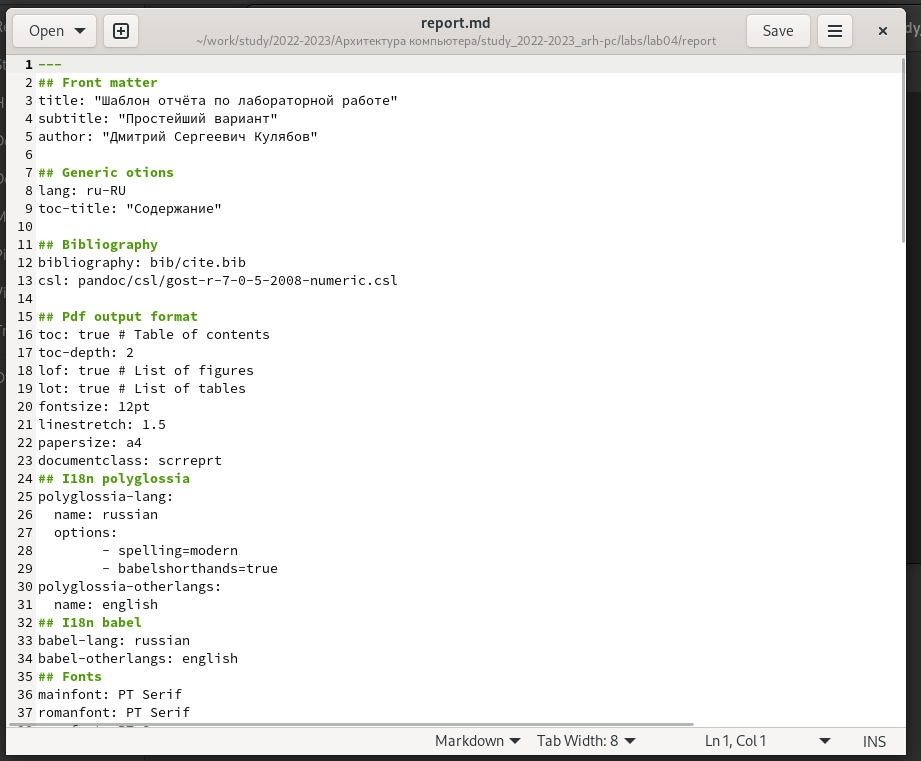 Open
report.md
~/work/study/2022-2023/Архитектура компьютера/study_2022-2023_arh-pc/labs/lab04/report
Save
1 ---
2 ## Front matter
3 title: "Шаблон отчёта по лабораторной работе"
4 subtitle: "Простейший вариант"
5 author: "Дмитрий Сергеевич Кулябов"
6
7 ## Generic otions
8 lang: ru-RU
9 toc-title: "Содержание"
10
11 ## Bibliography
12 bibliography: bib/cite.bib
13 csl: pandoc/csl/gost-r-7-0-5-2008-numeric.csl
14
15 ## Pdf output format
16 toc: true # Table of contents
17 toc-depth: 2
18 lof: true # List of figures
19 lot: true # List of tables
20 fontsize: 12pt
21 linestretch: 1.5
22 papersize: a4
23 documentclass: scrreprt
24 ## I18n polyglossia
25 polyglossia-lang:
26   name: russian
27   options:
28         - spelling=modern
29         - babelshorthands=true
30 polyglossia-otherlangs:
31   name: english
32 ## I18n babel
33 babel-lang: russian
34 babel-otherlangs: english
35 ## Fonts
36 mainfont: PT Serif
37 romanfont: PT Serif
Markdown
Tab Width: 8
Ln 1, Col 1
INS